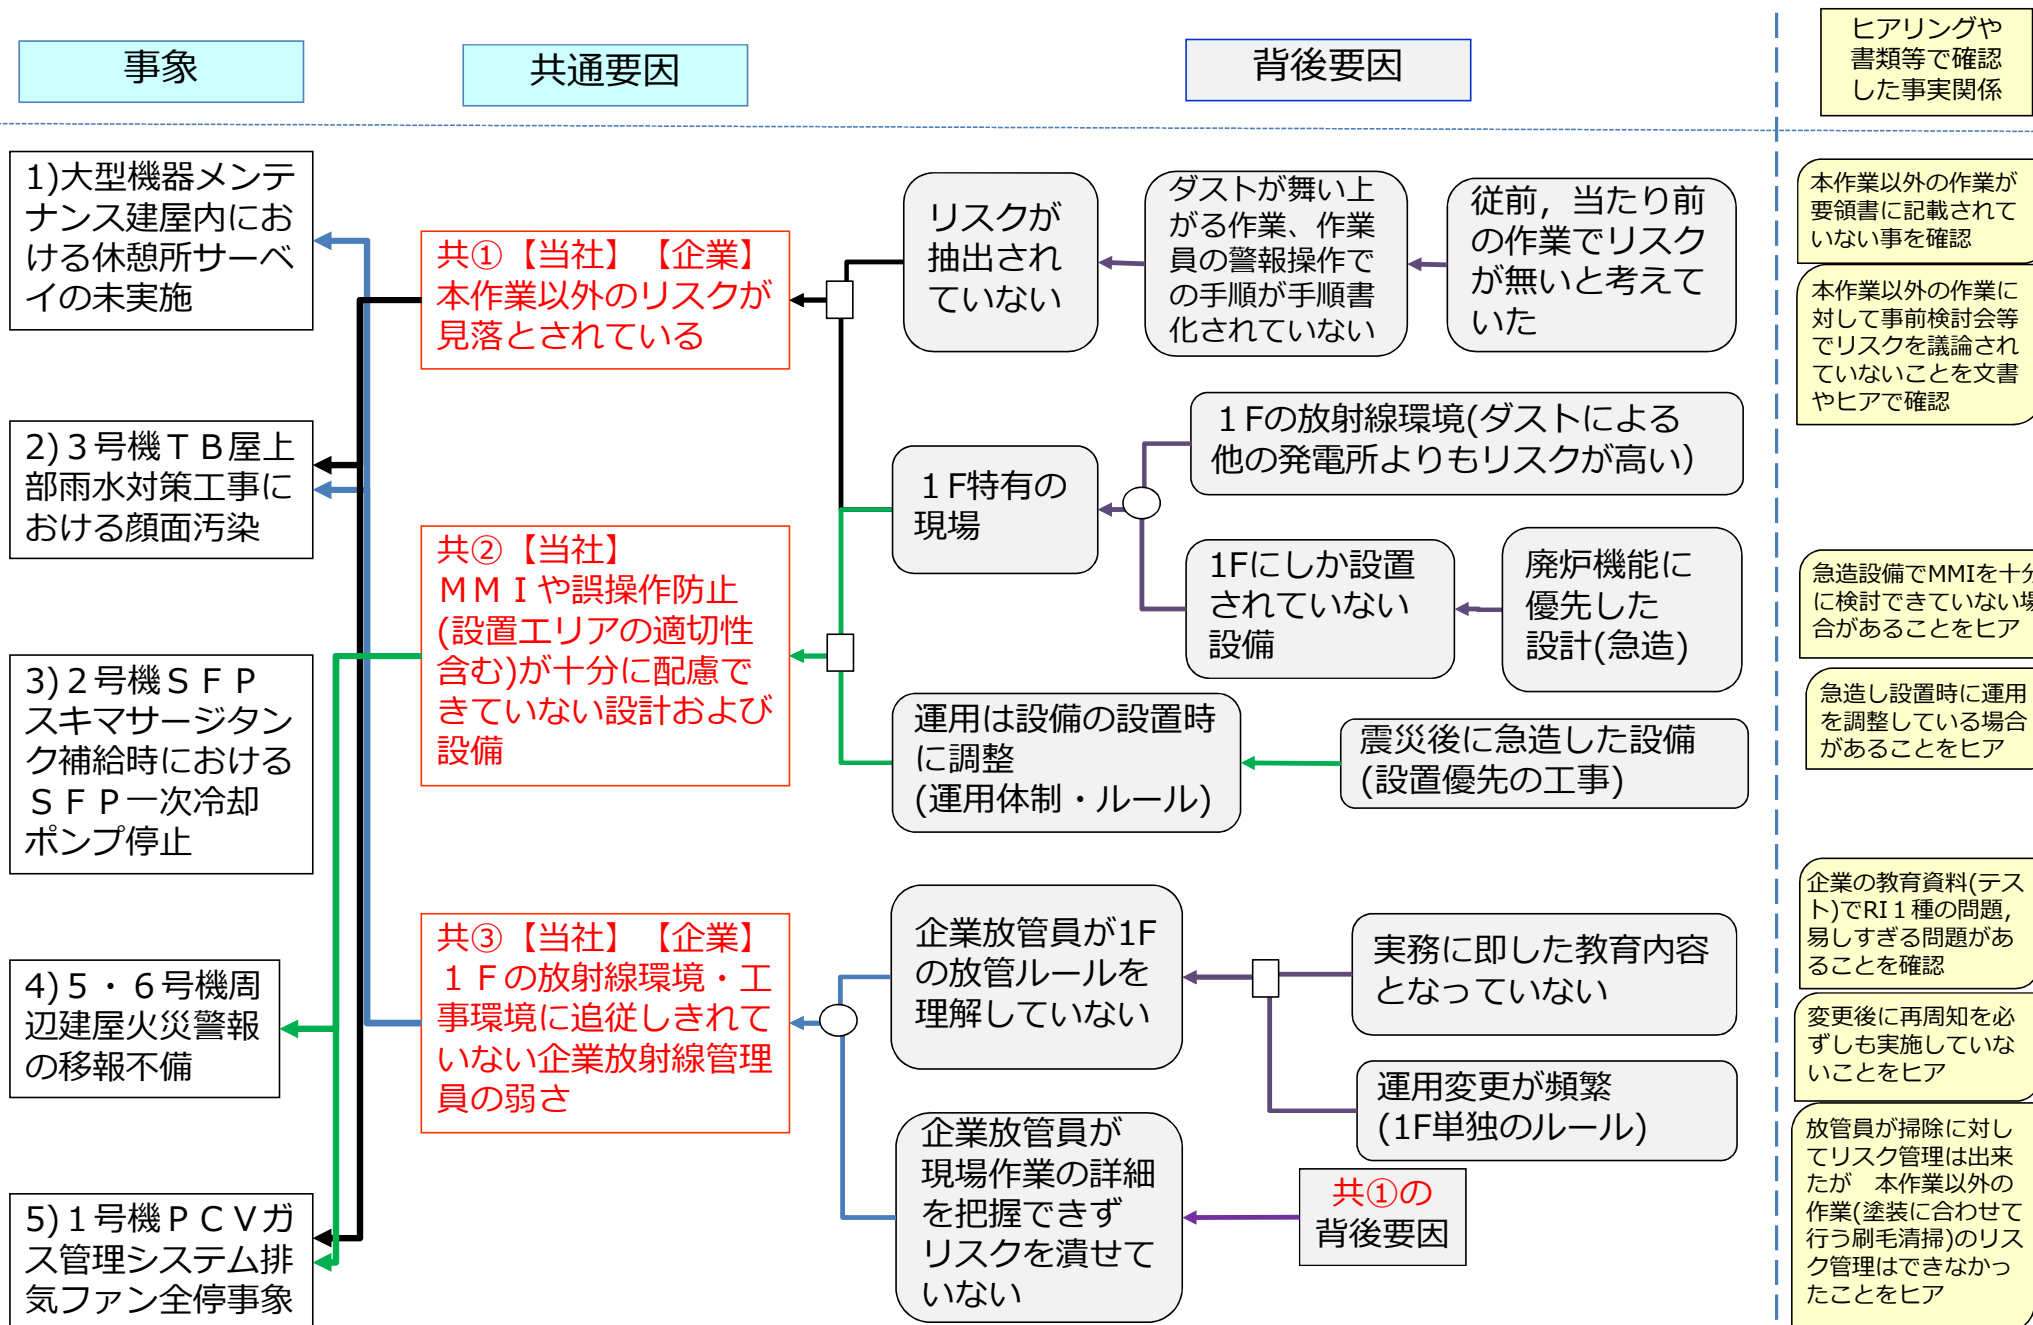 事象
共通要因
背後要因
ヒアリングや
書類等で確認
した事実関係
1)大型機器メンテ
ナンス建屋内にお
ける休憩所サーベ
イの未実施
2)３号機ＴＢ屋上
部雨水対策工事に
おける顔面汚染
3)２号機ＳＦＰ
スキマサージタン
ク補給時における
ＳＦＰ一次冷却
ポンプ停止
4)５・６号機周
辺建屋火災警報
の移報不備
5)１号機ＰＣＶガ
ス管理システム排
気ファン全停事象
共①【当社】【企業】
本作業以外のリスクが
見落とされている
共②【当社】
ＭＭＩや誤操作防止
(設置エリアの適切性
含む)が十分に配慮で
きていない設計および
設備
共③【当社】【企業】
１Ｆの放射線環境・工
事環境に追従しきれて
いない企業放射線管理
員の弱さ
リスクが
抽出され
ていない
ダストが舞い上
がる作業、作業
員の警報操作で
の手順が手順書
化されていない
従前，当たり前
の作業でリスク
が無いと考えて
いた
１F特有の
現場
１Fの放射線環境(ダストによる
他の発電所よりもリスクが高い）
1Fにしか設置
されていない
設備
廃炉機能に
優先した
設計(急造)
運用は設備の設置時
に調整
(運用体制・ルール)
震災後に急造した設備
(設置優先の工事)
企業放管員が1F
の放管ルールを
理解していない
実務に即した教育内容
となっていない
運用変更が頻繁
(1F単独のルール)
企業放管員が
現場作業の詳細
を把握できず
リスクを潰せて
いない
共①の
背後要因
本作業以外の作業が
要領書に記載されて
いない事を確認
本作業以外の作業に
対して事前検討会等
でリスクを議論され
ていないことを文書
やヒアで確認
急造設備でMMIを十分
に検討できていない場
合があることをヒア
急造し設置時に運用
を調整している場合
があることをヒア
企業の教育資料(テス
ト)でRI１種の問題，
易しすぎる問題があ
ることを確認
変更後に再周知を必
ずしも実施していな
いことをヒア
放管員が掃除に対し
てリスク管理は出来
たが　本作業以外の
作業(塗装に合わせて
行う刷毛清掃)のリス
ク管理はできなかっ
たことをヒア